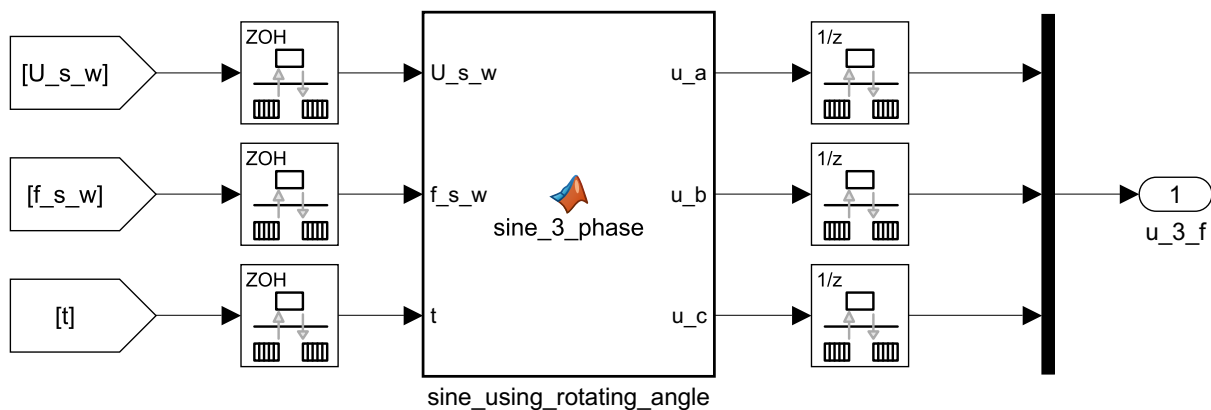 ZOH
1/z
[U_s_w]
U_s_w
u_a
ZOH
1/z
[f_s_w]
f_s_w
u_b
1
sine_3_phase
u_3_f
ZOH
1/z
[t]
t
u_c
sine_using_rotating_angle